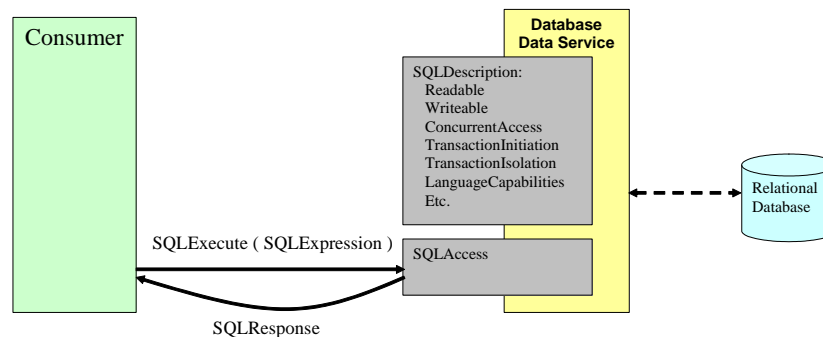 Consumer
Database
Data Service
SQLDescription:
Readable
Writeable
ConcurrentAccess
TransactionInitiation
TransactionIsolation
LanguageCapabilities
Etc.
Relational
Database
SQLExecute ( SQLExpression )
SQLAccess
SQLResponse